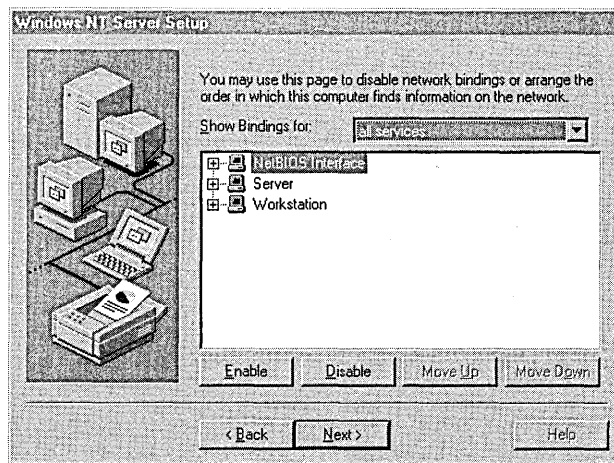 Windows NT Server Setup
You may use this page to disable network bindings or arrange the
order in which this computer finds information on the network.
Show Bindings for:
all services
NetBIOS Interface
Server
Workstation
Enable
Disable
Move Up
Move Down
< Back
Next >
Help